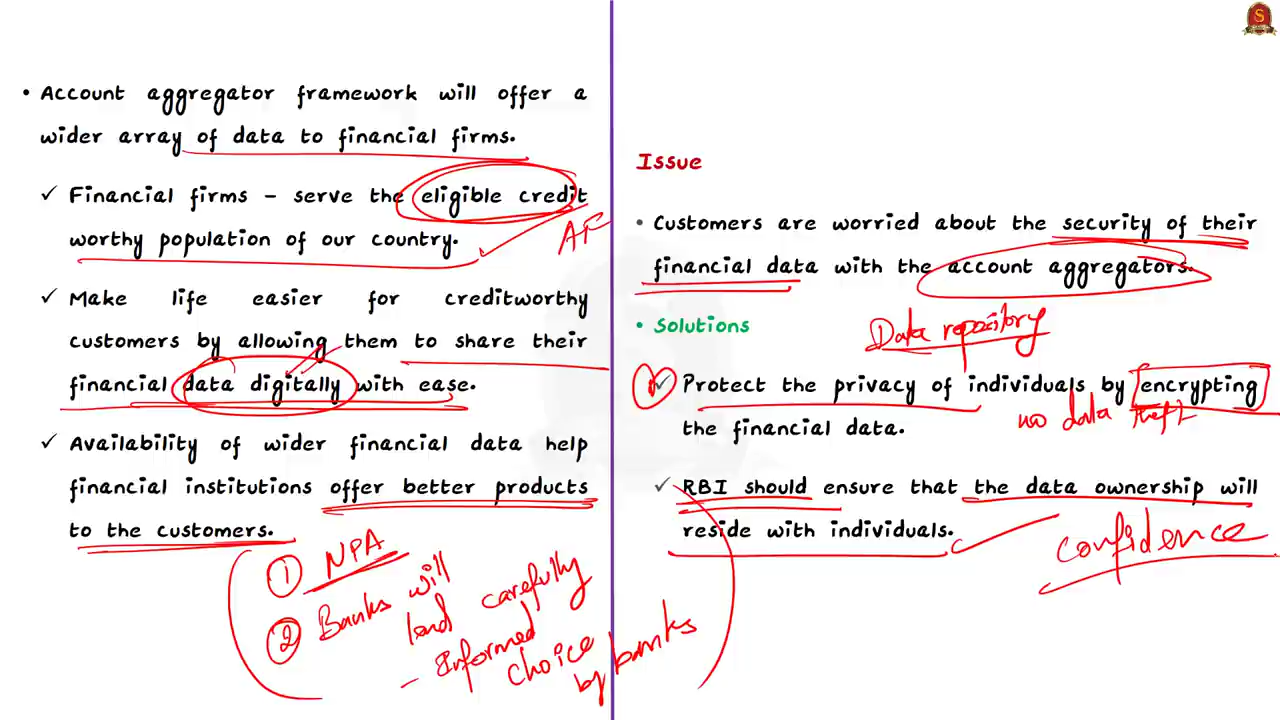 • Account aggregator framework will offer a
wider array of data to financial firms.
✓ Financial firms – serve the eligible credit
worthy population of our country.
AF
✓ Make life easier for creditworthy
customers by allowing them to share their
financial data digitally with ease.
✓ Availability of wider financial data help
financial institutions offer better products
to the customers.
① NPA
② Banks will
lend carefully
- Informed
choice
by banks
Issue
• Customers are worried about the security of their
financial data with the account aggregators.
• Solutions
Data repository
✓ Protect the privacy of individuals by encrypting
no data theft
the financial data.
✓ RBI should ensure that the data ownership will
reside with individuals.
confidence